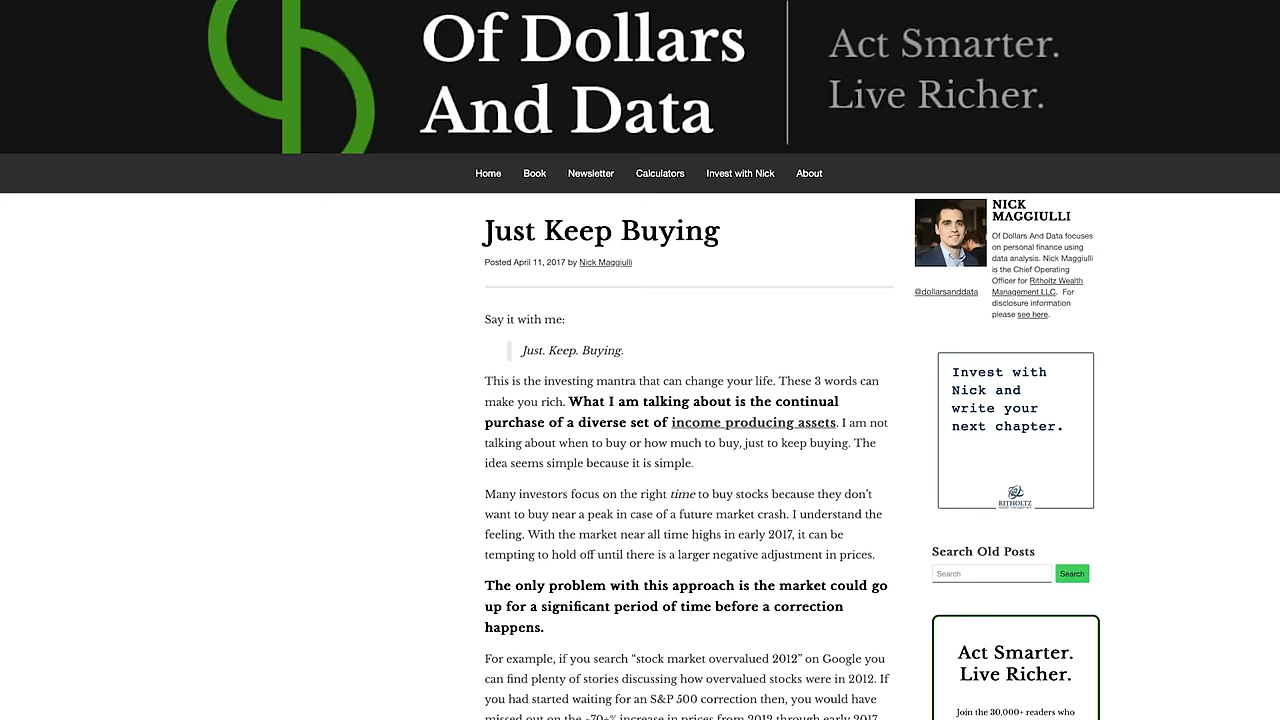 Of Dollars
And Data
Act Smarter.
Live Richer.
Home Book Newsletter Calculators Invest with Nick About
Just Keep Buying
Posted April 11, 2017 by Nick Maggiulli
Say it with me:
Just. Keep. Buying.
This is the investing mantra that can change your life. These 3 words can
make you rich. What I am talking about is the continual
purchase of a diverse set of income producing assets. I am not
talking about when to buy or how much to buy, just to keep buying. The
idea seems simple because it is simple.
Many investors focus on the right time to buy stocks because they don't
want to buy near a peak in case of a future market crash. I understand the
feeling. With the market near all time highs in early 2017, it can be
tempting to hold off until there is a larger negative adjustment in prices.
The only problem with this approach is the market could go
up for a significant period of time before a correction
happens.
For example, if you search “stock market overvalued 2012” on Google you
can find plenty of stories discussing how overvalued stocks were in 2012. If
you had started waiting for an S&P 500 correction then, you would have
missed out on the ~70+% increase in prices from 2012 through early 2017
NICK
MAGGIULLI
Of Dollars And Data focuses
on personal finance using
data analysis. Nick Maggiulli
is the Chief Operating
Officer for Ritholtz Wealth
Management LLC. For
disclosure information
please see here.
@dollarsanddata
Invest with
Nick and
write your
next chapter.
RITHOLTZ
Search Old Posts
Search Search
Act Smarter.
Live Richer.
Join the 30,000+ readers who